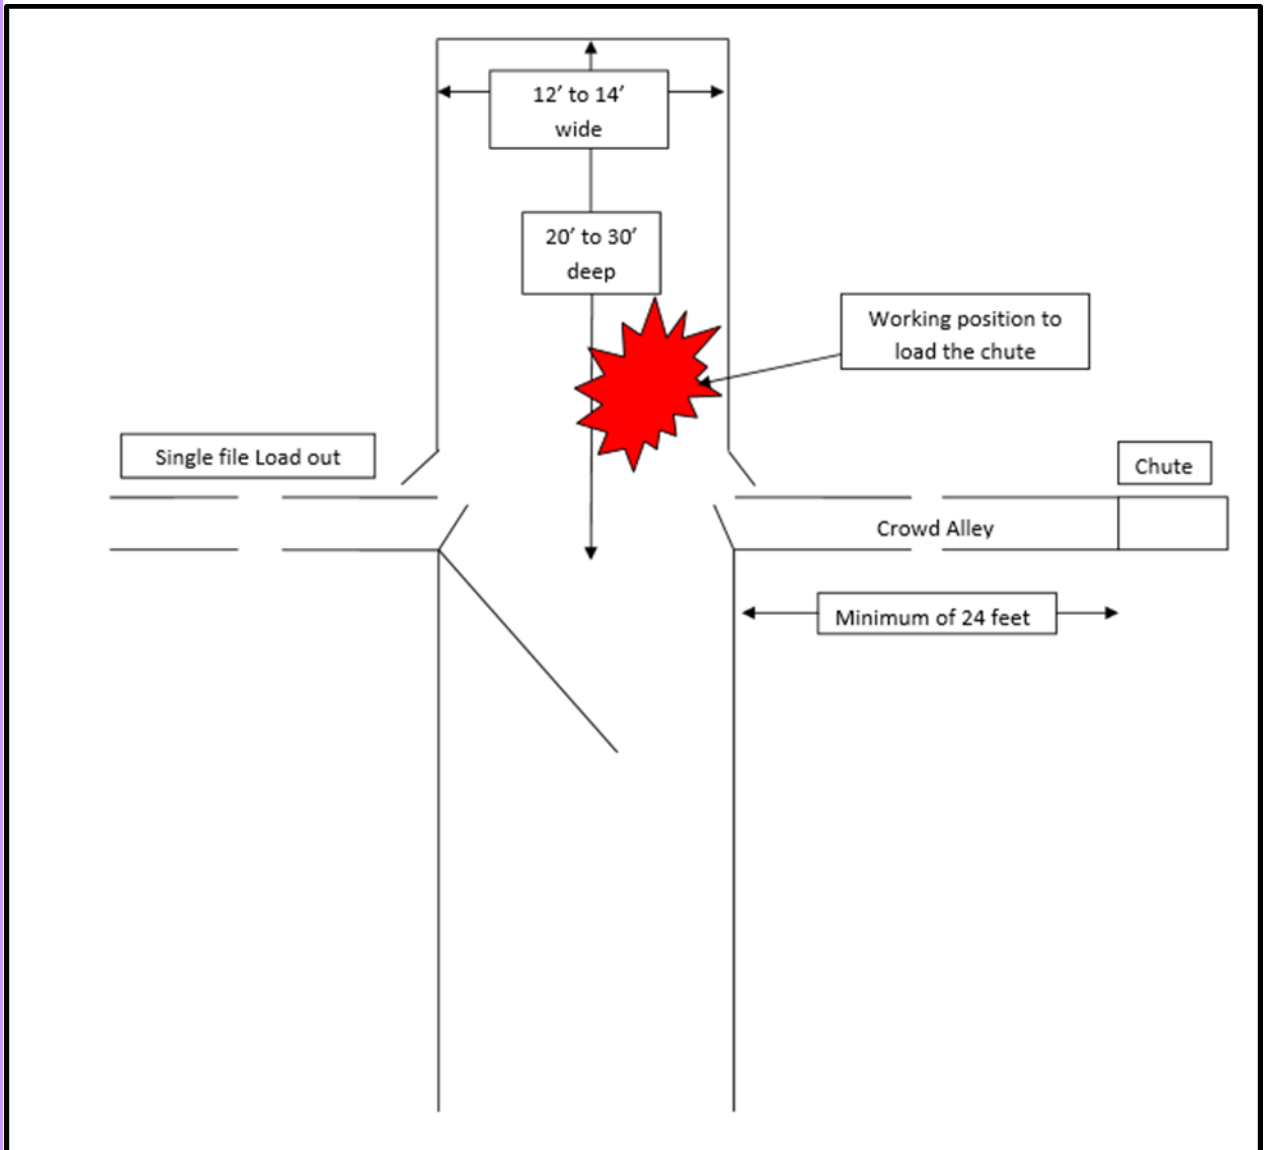 12′ to 14′
wide
20′ to 30′
deep
Working position to
load the chute
Single file Load out
Chute
Crowd Alley
Minimum of 24 feet